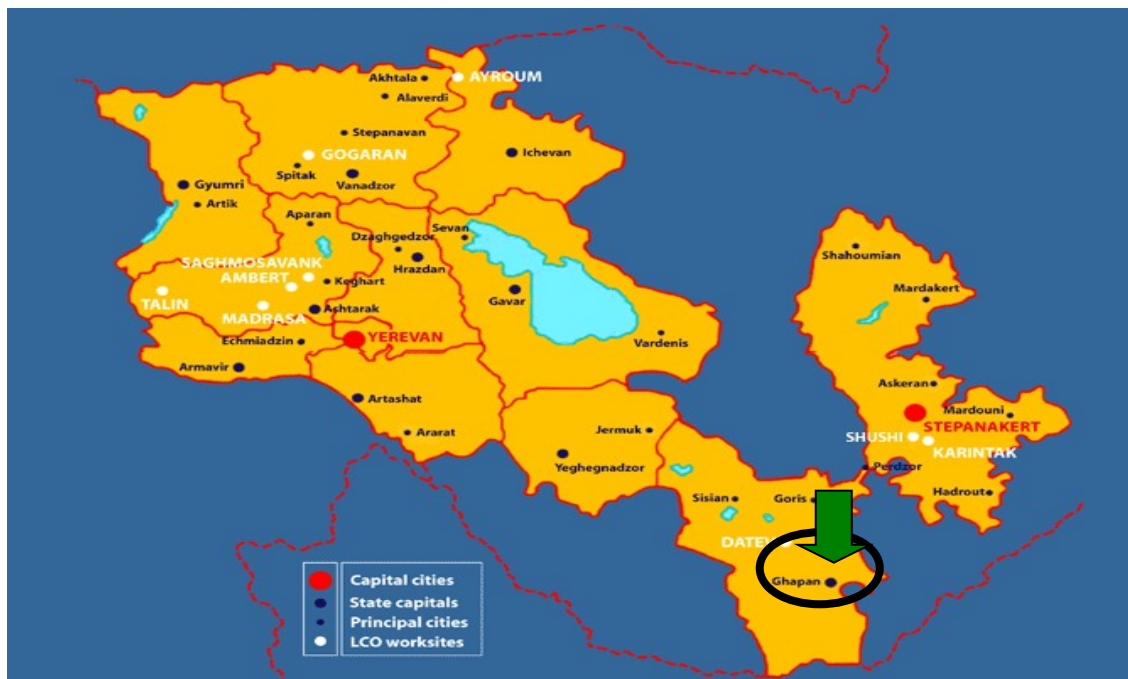 Akhtala
AYROUM
Alaverdi
Stepanavan
GOGARAN
Ichevan
Spitak
Vanadzor
Gyumri
Artik
Aparan
Sevan
Dzaghgedzor
Hrazdan
SAGHMOSAVANK
AMBERT
Keghart
TALIN
MADRASA
Ashtarak
Gavar
Echmiadzin
YEREVAN
Vardenis
Armavir
Artashat
Ararat
Jermuk
Yeghegnadzor
Shahoumian
Mardakert
Askeran
Mardouni
STEPANAKERT
SHUSHI
KARINTAK
Perdzor
Hadrout
Sisian
Goris
Ghapan
Capital cities
State capitals
Principal cities
LCO worksites